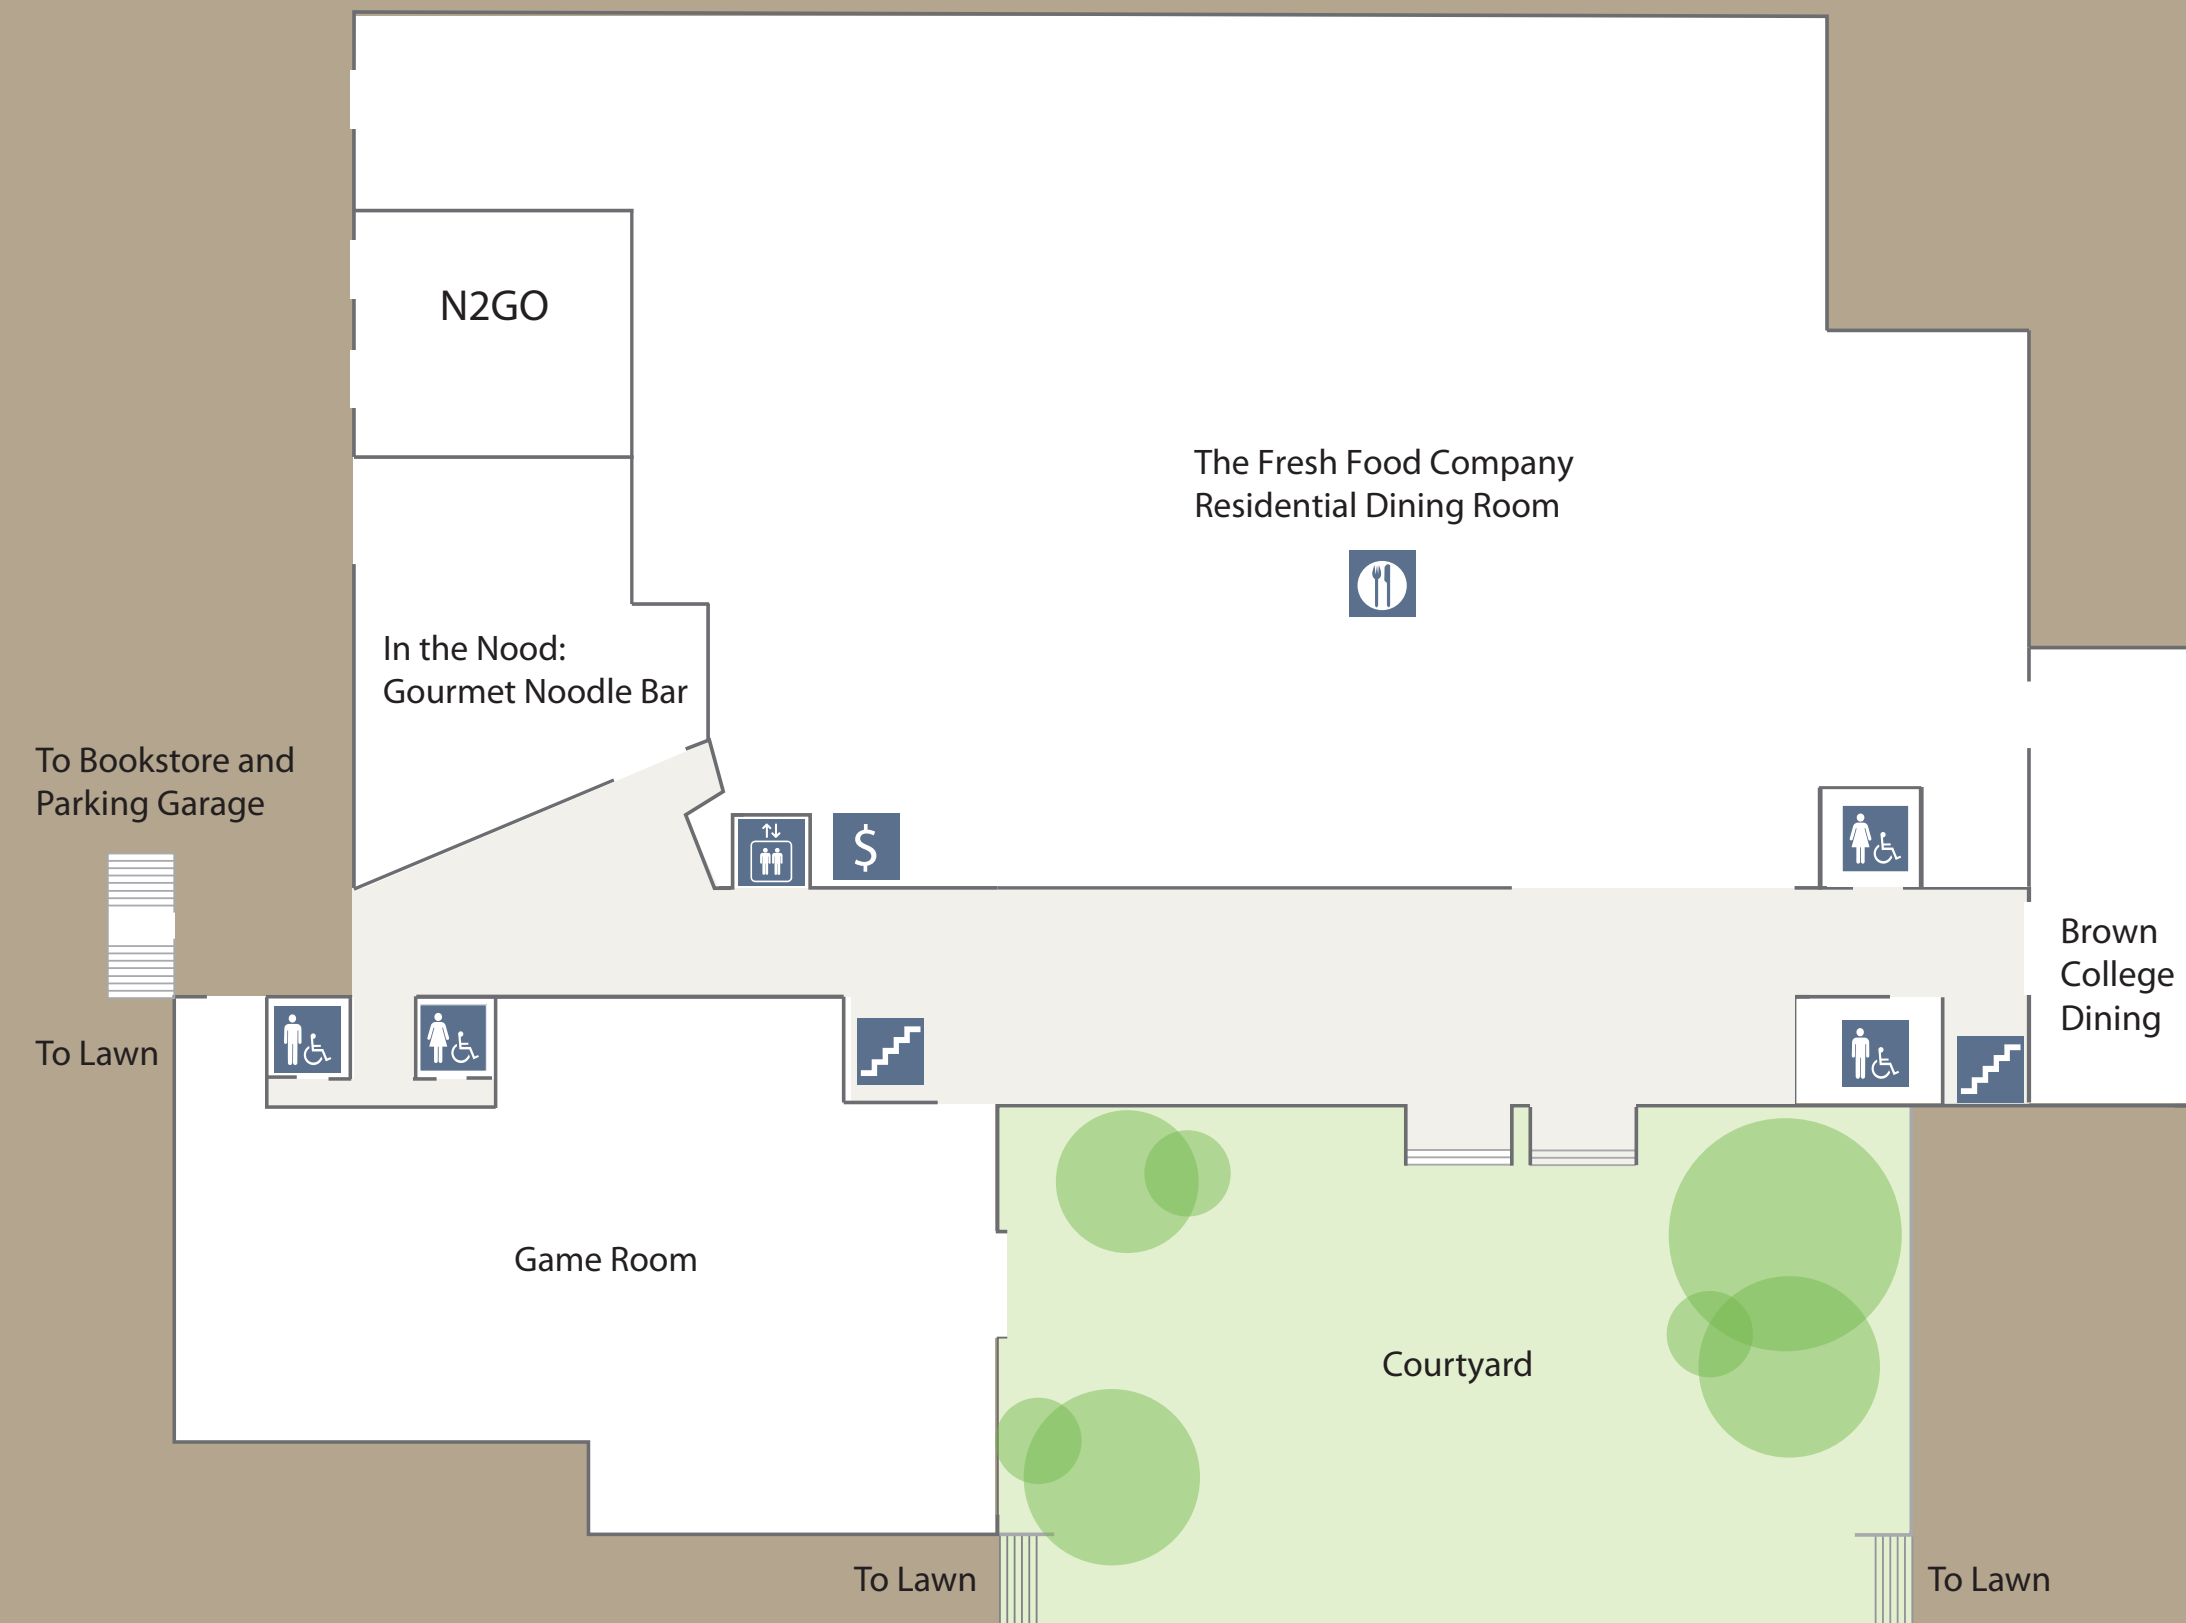 N2GO
The Fresh Food Company
Residential Dining Room
In the Nood:
Gourmet Noodle Bar
To Bookstore and
Parking Garage
$
Brown
College
Dining
To Lawn
Game Room
Courtyard
To Lawn
To Lawn